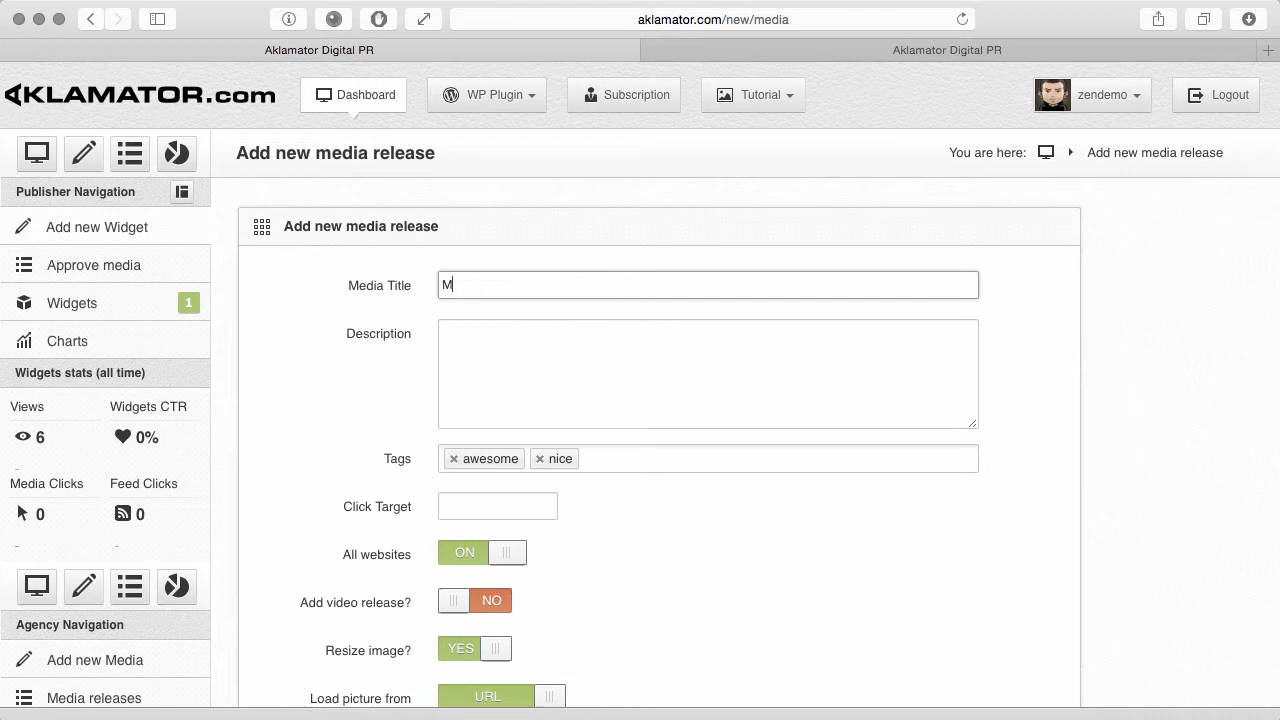 aklamator.com/new/media
Aklamator Digital PR
Aklamator Digital PR
AKLAMATOR.com
Dashboard
WP Plugin
Subscription
Tutorial
zendemo
Logout
Add new media release
You are here:
Add new media release
Publisher Navigation
Add new Widget
Approve media
Widgets
1
Charts
Widgets stats (all time)
Views
Widgets CTR
6
0%
Media Clicks
Feed Clicks
0
0
Agency Navigation
Add new Media
Media releases
Add new media release
Media Title
M
Description
Tags
awesome
nice
Click Target
All websites
ON
Add video release?
NO
Resize image?
YES
Load picture from
URL